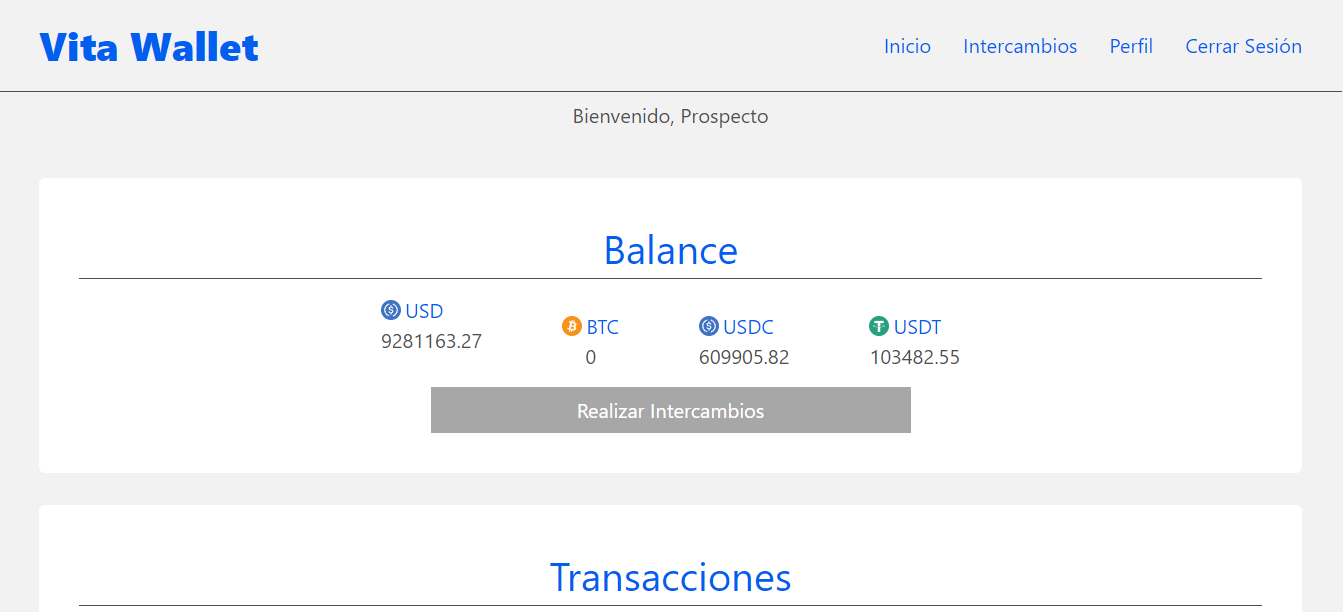 Vita Wallet
Inicio Intercambios Perfil Cerrar Sesión
Bienvenido, Prospecto
Balance
USD
9281163.27
BTC
0
USDC
609905.82
USDT
103482.55
Realizar Intercambios
Transacciones